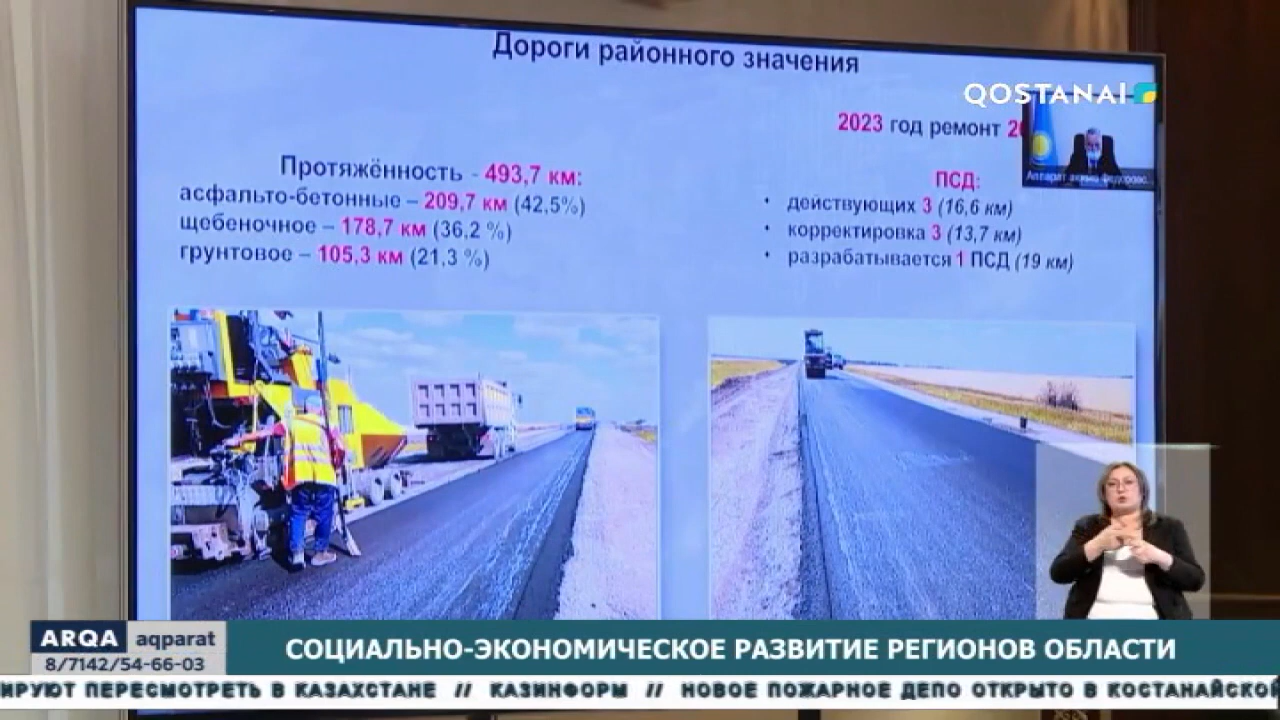 Дороги районного значения
QOSTANAI
2023 год ремонт
Протяжённость - 493,7 км:
асфальто-бетонные – 209,7 км (42,5%)
щебеночное – 178,7 км (36,2 %)
грунтовое – 105,3 км (21,3 %)
Аппарат акима
ПСД:
• действующих 3 (16,6 км)
• корректировка 3 (13,7 км)
• разрабатывается 1 ПСД (19 км)
ARQA aqparat
8/7142/54-66-03
СОЦИАЛЬНО-ЭКОНОМИЧЕСКОЕ РАЗВИТИЕ РЕГИОНОВ ОБЛАСТИ
ПЕРЕСМОТРЕТЬ В КАЗАХСТАНЕ // КАЗИНФОРМ // НОВОЕ ПОЖАРНОЕ ДЕПО ОТКРЫТО В КОСТАНАЙСКОЙ